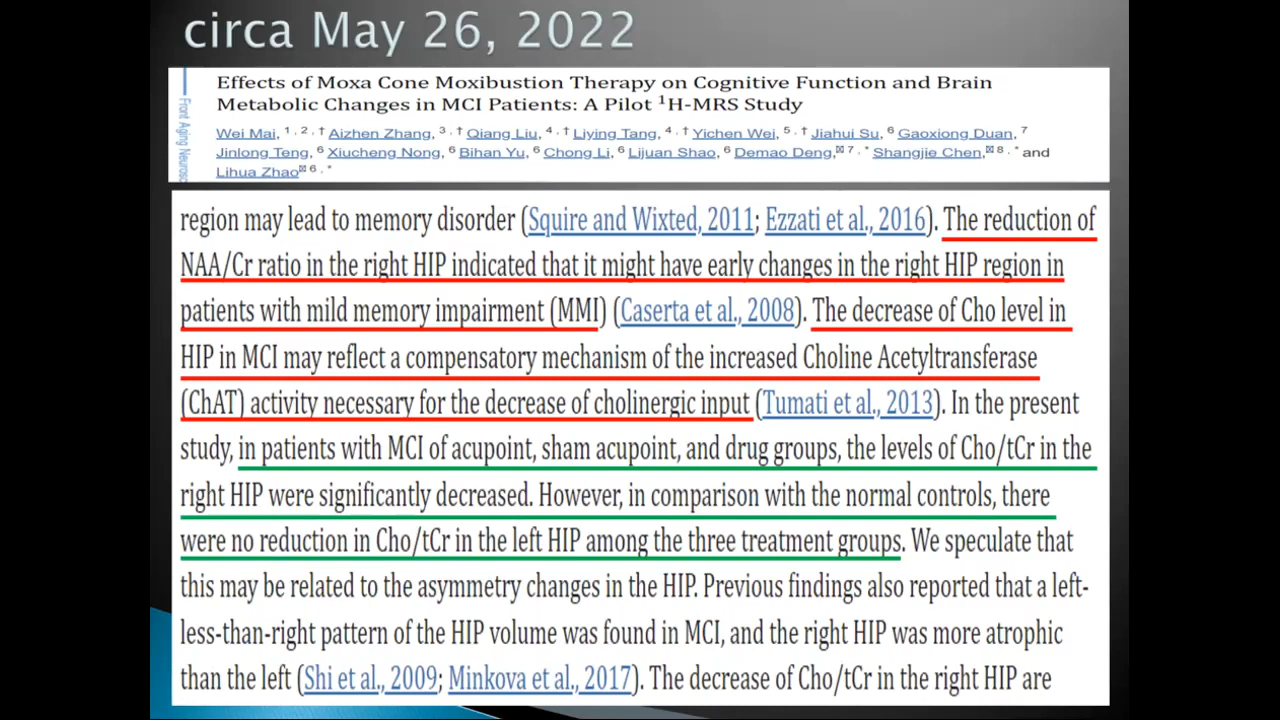 circa May 26, 2022
Effects of Moxa Cone Moxibustion Therapy on Cognitive Function and Brain
Metabolic Changes in MCI Patients: A Pilot ¹H-MRS Study
Front Aging Neurosc
Wei Mai, 1, 2, † Aizhen Zhang, 3, † Qiang Liu, 4, † Liying Tang, 4, † Yichen Wei, 5, † Jiahui Su, 6 Gaoxiong Duan, 7
Jinlong Teng, 6 Xiucheng Nong, 6 Bihan Yu, 6 Chong Li, 6 Lijuan Shao, 6 Demao Deng,✉ 7, * Shangjie Chen,✉ 8, * and
Lihua Zhao✉ 6, *
region may lead to memory disorder (Squire and Wixted, 2011; Ezzati et al., 2016). The reduction of
NAA/Cr ratio in the right HIP indicated that it might have early changes in the right HIP region in
patients with mild memory impairment (MMI) (Caserta et al., 2008). The decrease of Cho level in
HIP in MCI may reflect a compensatory mechanism of the increased Choline Acetyltransferase
(ChAT) activity necessary for the decrease of cholinergic input (Tumati et al., 2013). In the present
study, in patients with MCI of acupoint, sham acupoint, and drug groups, the levels of Cho/tCr in the
right HIP were significantly decreased. However, in comparison with the normal controls, there
were no reduction in Cho/tCr in the left HIP among the three treatment groups. We speculate that
this may be related to the asymmetry changes in the HIP. Previous findings also reported that a left-
less-than-right pattern of the HIP volume was found in MCI, and the right HIP was more atrophic
than the left (Shi et al., 2009; Minkova et al., 2017). The decrease of Cho/tCr in the right HIP are